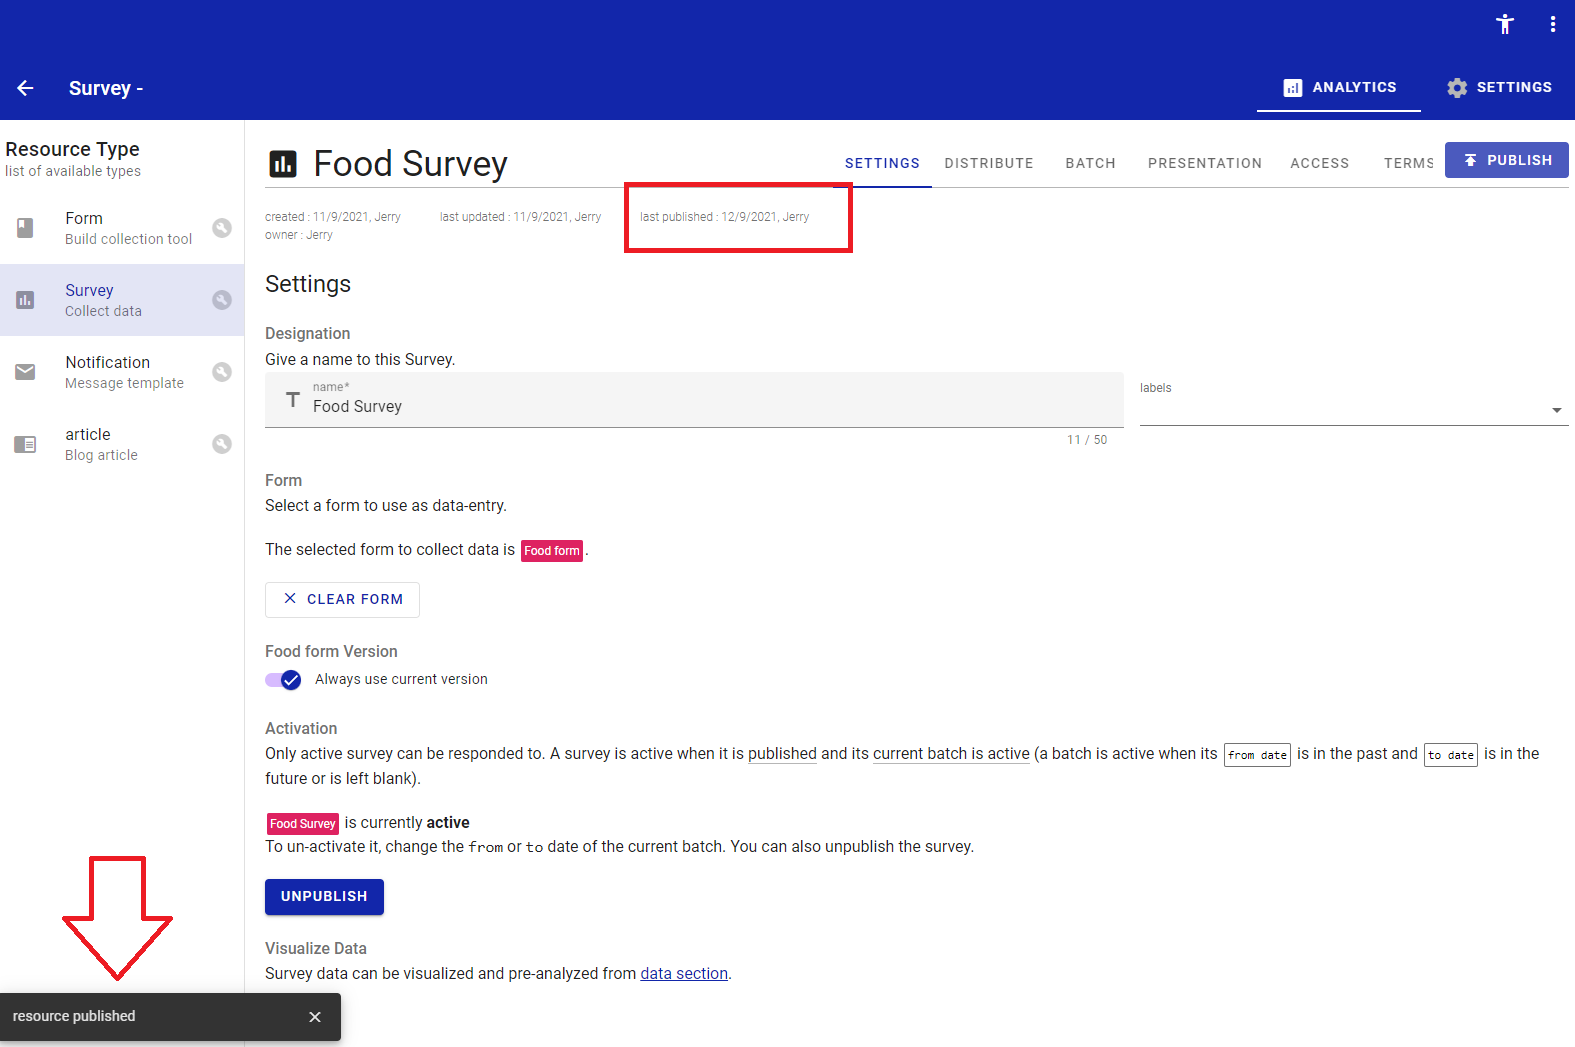 Survey -
ANALYTICS
SETTINGS
Resource Type
list of available types
Form
Build collection tool
Survey
Collect data
Notification
Message template
article
Blog article
Food Survey
SETTINGS DISTRIBUTE BATCH PRESENTATION ACCESS TERMS
PUBLISH
created : 11/9/2021, Jerry
last updated : 11/9/2021, Jerry
last published : 12/9/2021, Jerry
owner : Jerry
Settings
Designation
Give a name to this Survey.
name*
Food Survey
labels
11 / 50
Form
Select a form to use as data-entry.
The selected form to collect data is Food form .
CLEAR FORM
Food form Version
Always use current version
Activation
Only active survey can be responded to. A survey is active when it is published and its current batch is active (a batch is active when its from date is in the past and to date is in the
future or is left blank).
Food Survey is currently active
To un-activate it, change the from or to date of the current batch. You can also unpublish the survey.
UNPUBLISH
Visualize Data
Survey data can be visualized and pre-analyzed from data section.
resource published